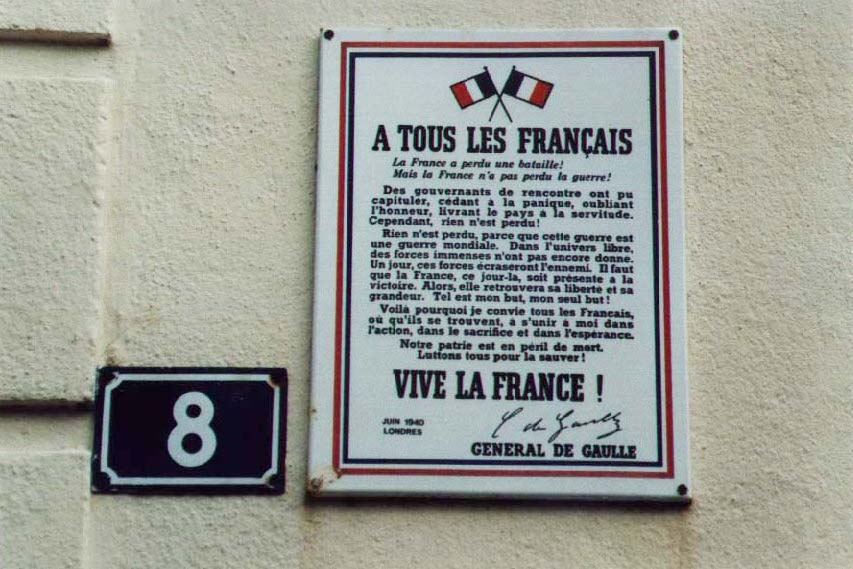 A TOUS LES FRANÇAIS
La France a perdu une bataille!
Mais la France n'a pas perdu la guerre!
Des gouvernants de rencontre ont pu
capituler, cédant à la panique, oubliant
l'honneur, livrant le pays à la servitude.
Cependant, rien n'est perdu!
Rien n'est perdu, parce que cette guerre est
une guerre mondiale. Dans l'univers libre,
des forces immenses n'ont pas encore donné.
Un jour, ces forces écraseront l'ennemi. Il faut
que la France, ce jour-la, soit présente à la
victoire. Alors, elle retrouvera sa liberté et sa
grandeur. Tel est mon but, mon seul but!
Voilà pourquoi je convie tous les Francais,
où qu'ils se trouvent, à s'unir à moi dans
l'action, dans le sacrifice et dans l'espérance.
Notre patrie est en péril de mort.
Luttons tous pour la sauver!
VIVE LA FRANCE !
JUIN 1940
LONDRES
C de Gaulle
GENERAL DE GAULLE
8